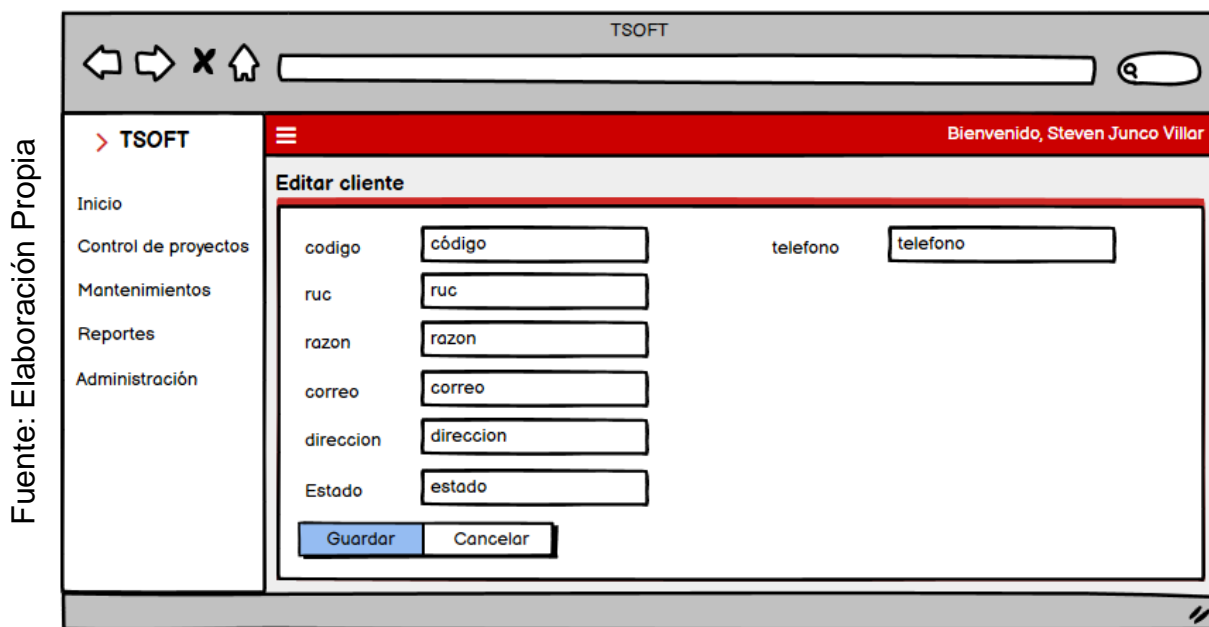 Fuente: Elaboración Propia
TSOFT
> TSOFT
Bienvenido, Steven Junco Villar
Inicio
Control de proyectos
Mantenimientos
Reportes
Administración
Editar cliente
codigo código telefono telefono
ruc ruc
razon razon
correo correo
direccion direccion
Estado estado
Guardar Cancelar